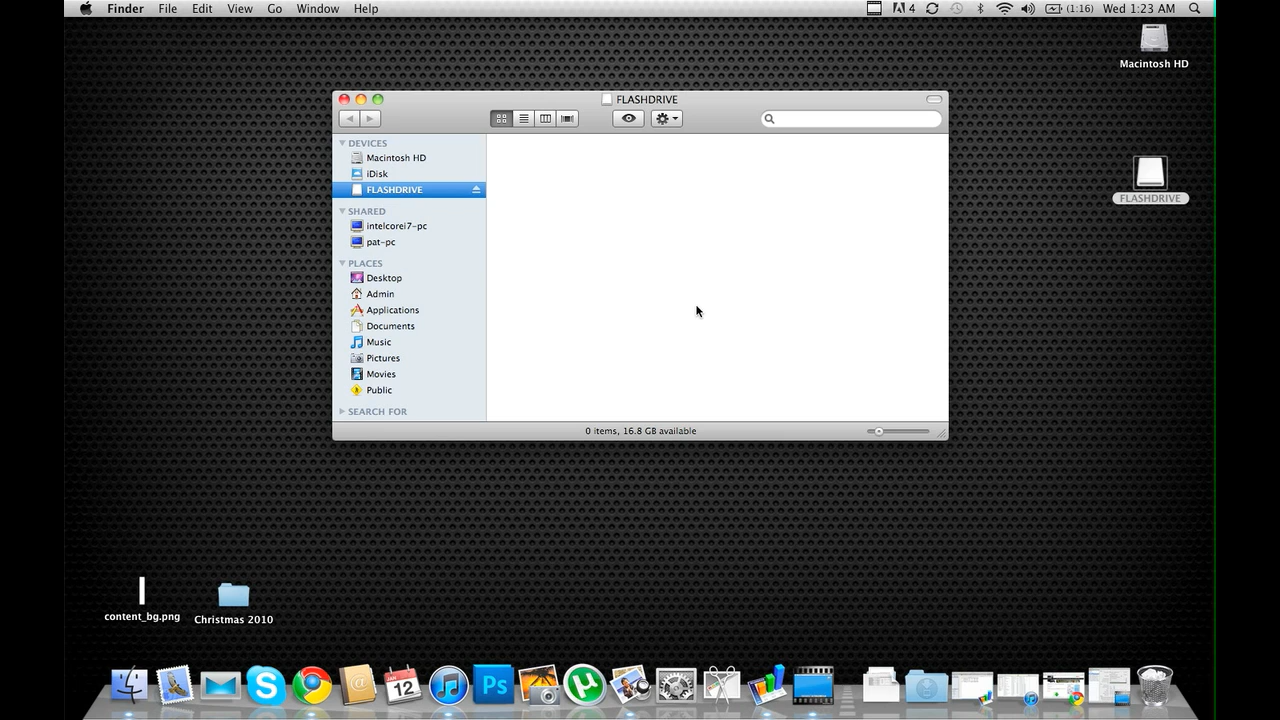 Finder File Edit View Go Window Help 4 (1:16) Wed 1:23 AM
Macintosh HD
FLASHDRIVE
DEVICES
Macintosh HD
iDisk
FLASHDRIVE
SHARED
intelcorei7-pc
pat-pc
PLACES
Desktop
Admin
Applications
Documents
Music
Pictures
Movies
Public
SEARCH FOR
0 items, 16.8 GB available
FLASHDRIVE
content_bg.png
Christmas 2010
12
Ps